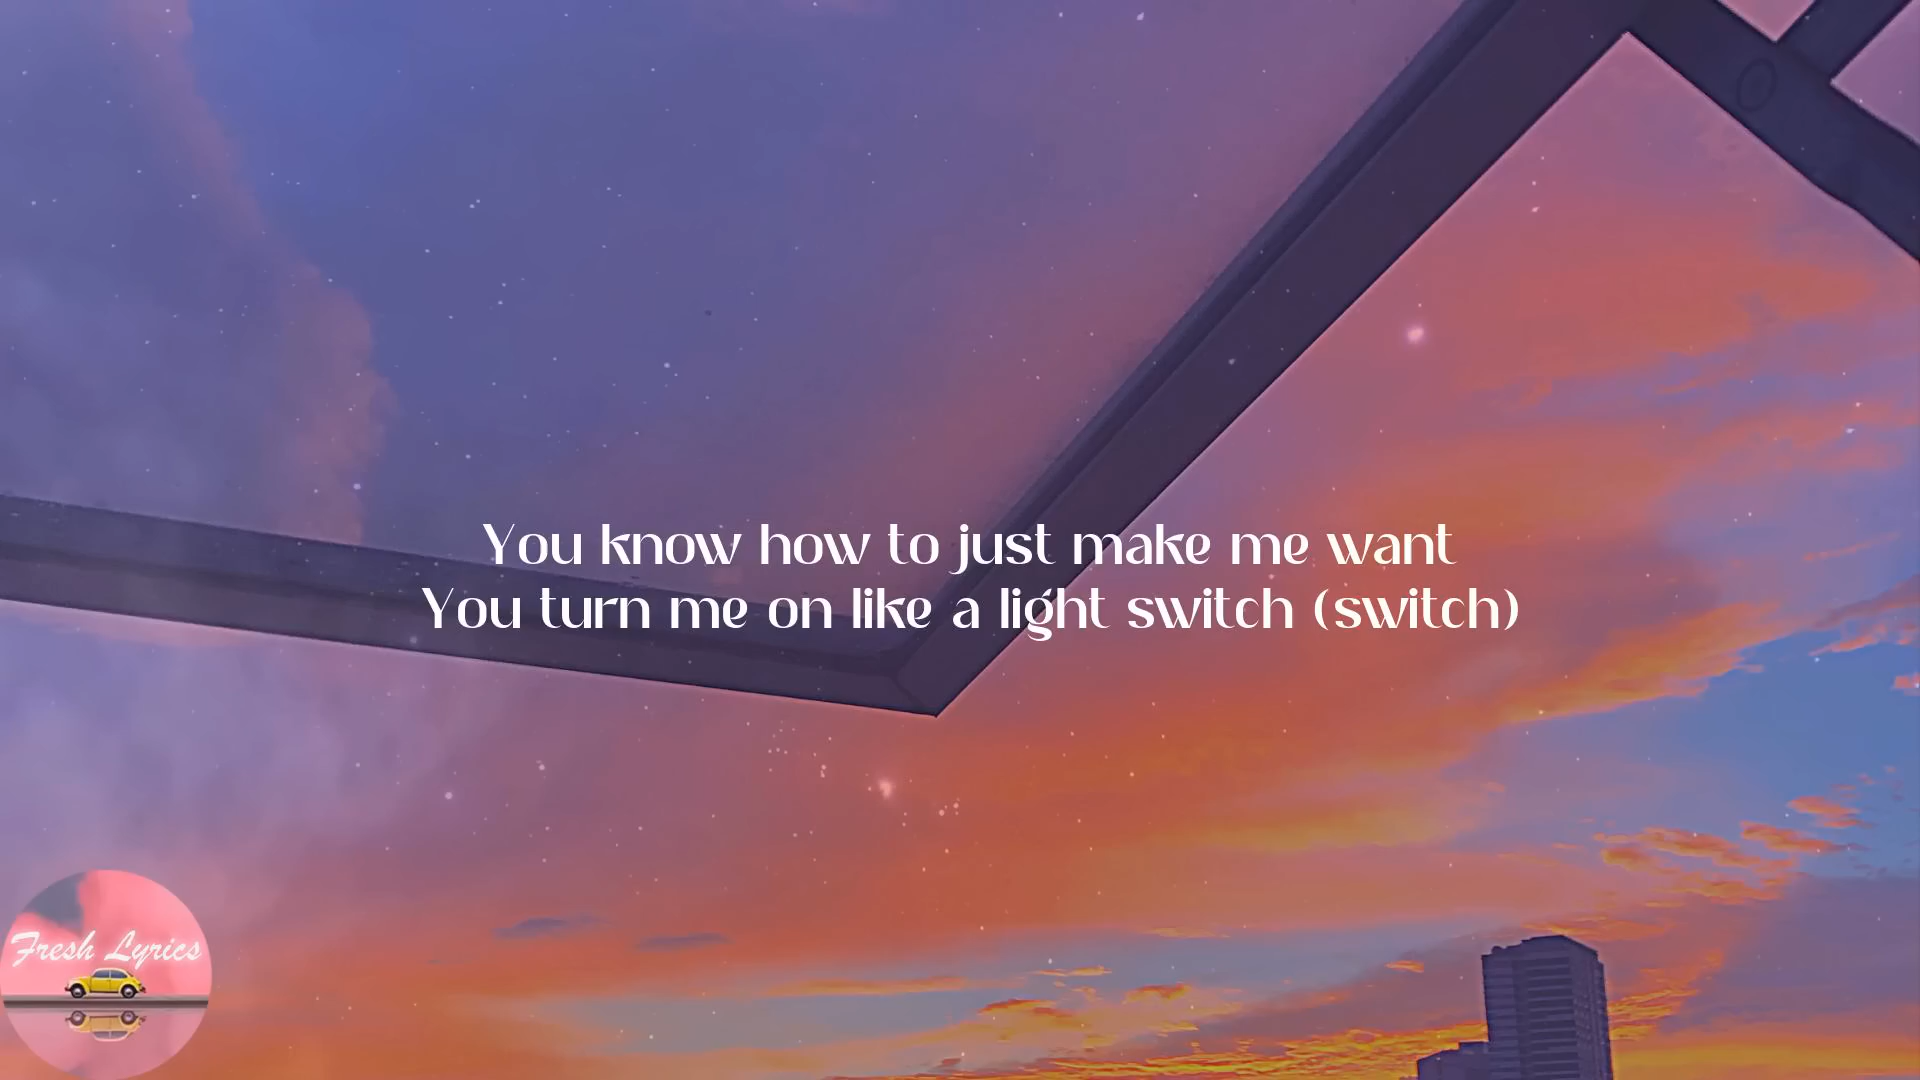 You know how to just make me want
You turn me on like a light switch (switch)
Fresh Lyrics